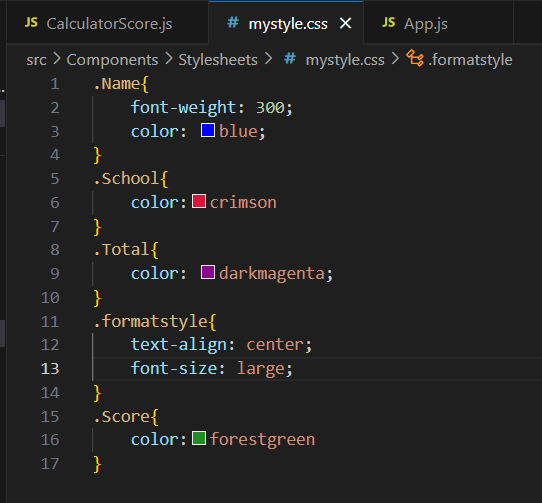 JS CalculatorScore.js # mystyle.css × JS App.js
src > Components > Stylesheets > # mystyle.css > .formatstyle
1 .Name{
2 font-weight: 300;
3 color: blue;
4 }
5 .School{
6 color: crimson
7 }
8 .Total{
9 color: darkmagenta;
10 }
11 .formatstyle{
12 text-align: center;
13 font-size: large;
14 }
15 .Score{
16 color: forestgreen
17 }